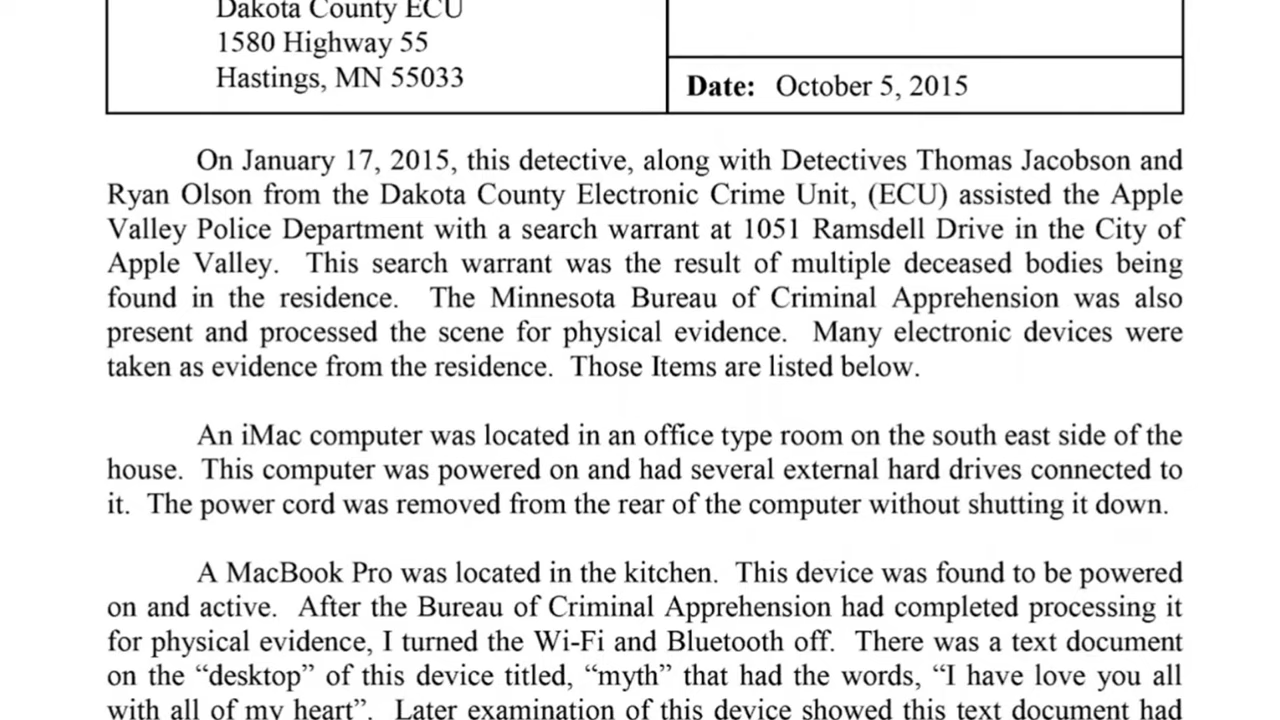 Dakota County ECU
1580 Highway 55
Hastings, MN 55033
Date: October 5, 2015
On January 17, 2015, this detective, along with Detectives Thomas Jacobson and
Ryan Olson from the Dakota County Electronic Crime Unit, (ECU) assisted the Apple
Valley Police Department with a search warrant at 1051 Ramsdell Drive in the City of
Apple Valley. This search warrant was the result of multiple deceased bodies being
found in the residence. The Minnesota Bureau of Criminal Apprehension was also
present and processed the scene for physical evidence. Many electronic devices were
taken as evidence from the residence. Those Items are listed below.
An iMac computer was located in an office type room on the south east side of the
house. This computer was powered on and had several external hard drives connected to
it. The power cord was removed from the rear of the computer without shutting it down.
A MacBook Pro was located in the kitchen. This device was found to be powered
on and active. After the Bureau of Criminal Apprehension had completed processing it
for physical evidence, I turned the Wi-Fi and Bluetooth off. There was a text document
on the “desktop” of this device titled, “myth” that had the words, “I have love you all
with all of my heart”. Later examination of this device showed this text document had